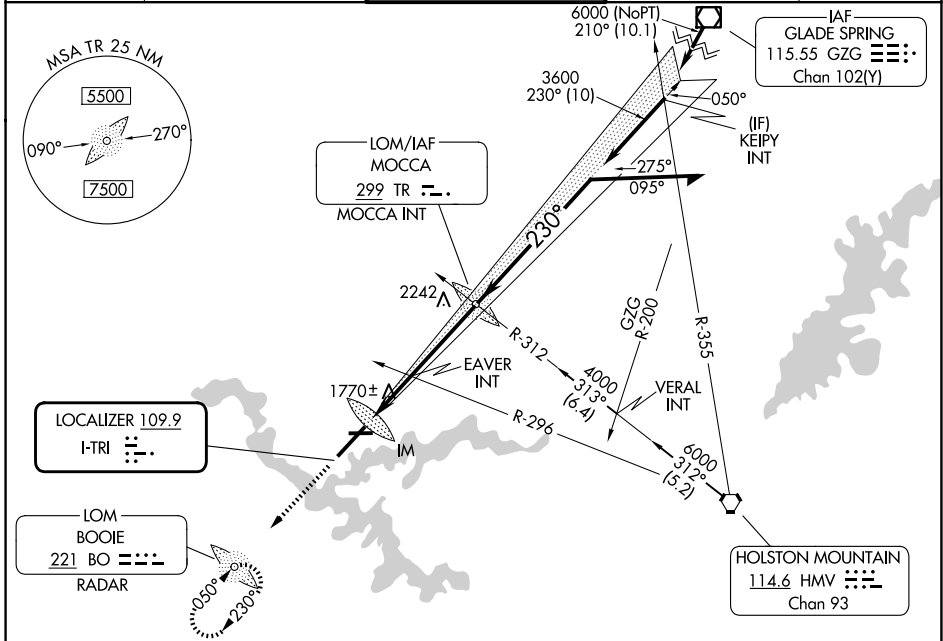 MSA TR 25 NM
5500
090°
270°
7500
6000 (NoPT)
210° (10.1)
IAF
GLADE SPRING
115.55 GZG
Chan 102(Y)
3600
230° (10)
050°
(IF)
KEIPY
INT
LOM/IAF
MOCCA
299 TR
MOCCA INT
275°
095°
230°
2242
R-312
GZG
R-200
R-355
EAVER
INT
4000
313°
(6.4)
VERAL
INT
1770±
R-296
IM
6000
312°
(5.2)
LOCALIZER 109.9
I-TRI
LOM
BOOIE
221 BO
RADAR
050°
230°
HOLSTON MOUNTAIN
114.6 HMV
Chan 93